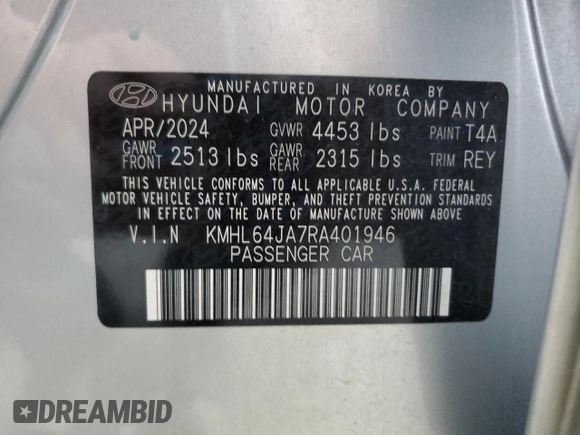 MANUFACTURED IN KOREA BY
HYUNDAI MOTOR COMPANY
APR/2024 GVWR 4453 lbs PAINT T4A
GAWR FRONT 2513 lbs GAWR REAR 2315 lbs TRIM REY
THIS VEHICLE CONFORMS TO ALL APPLICABLE U.S.A. FEDERAL
MOTOR VEHICLE SAFETY, BUMPER, AND THEFT PREVENTION STANDARDS
IN EFFECT ON THE DATE OF MANUFACTURE SHOWN ABOVE.
V.I.N KMHL64JA7RA401946
PASSENGER CAR
DREAMBID